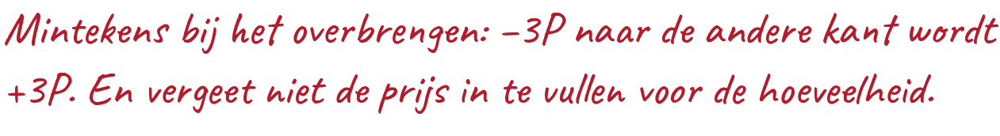 Mintekens bij het overbrengen: −3P naar de andere kant wordt
+3P. En vergeet niet de prijs in te vullen voor de hoeveelheid.